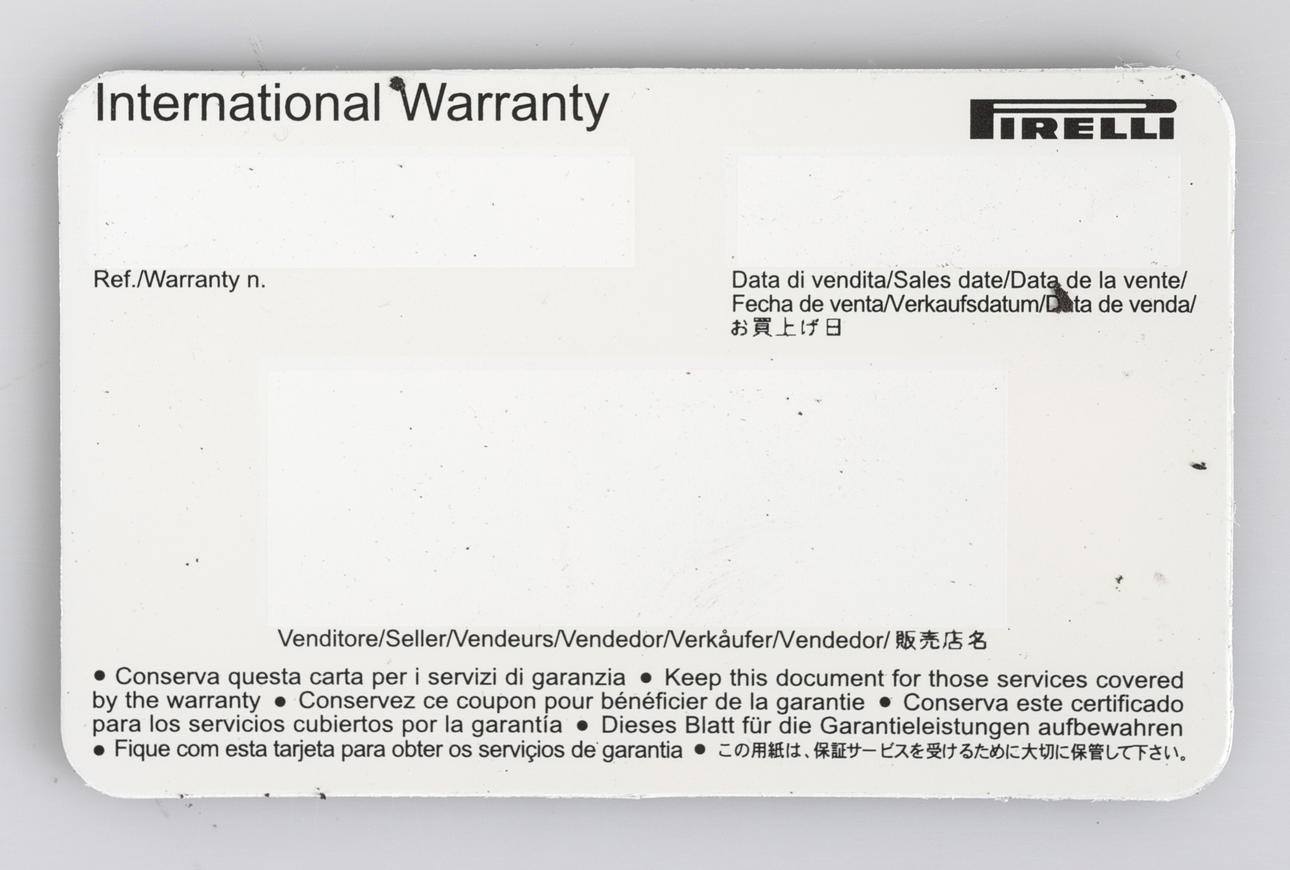 International Warranty
PIRELLI
Ref./Warranty n.
Data di vendita/Sales date/Data de la vente/
Fecha de venta/Verkaufsdatum/Data de venda/
お買上げ日
Venditore/Seller/Vendeurs/Vendedor/Verkåufer/Vendedor/ 販売店名
• Conserva questa carta per i servizi di garanzia • Keep this document for those services covered
by the warranty • Conservez ce coupon pour bénéficier de la garantie • Conserva este certificado
para los servicios cubiertos por la garantía • Dieses Blatt für die Garantieleistungen aufbewahren
• Fique com esta tarjeta para obter os serviçios de garantia • この用紙は、保証サービスを受けるために大切に保管して下さい。